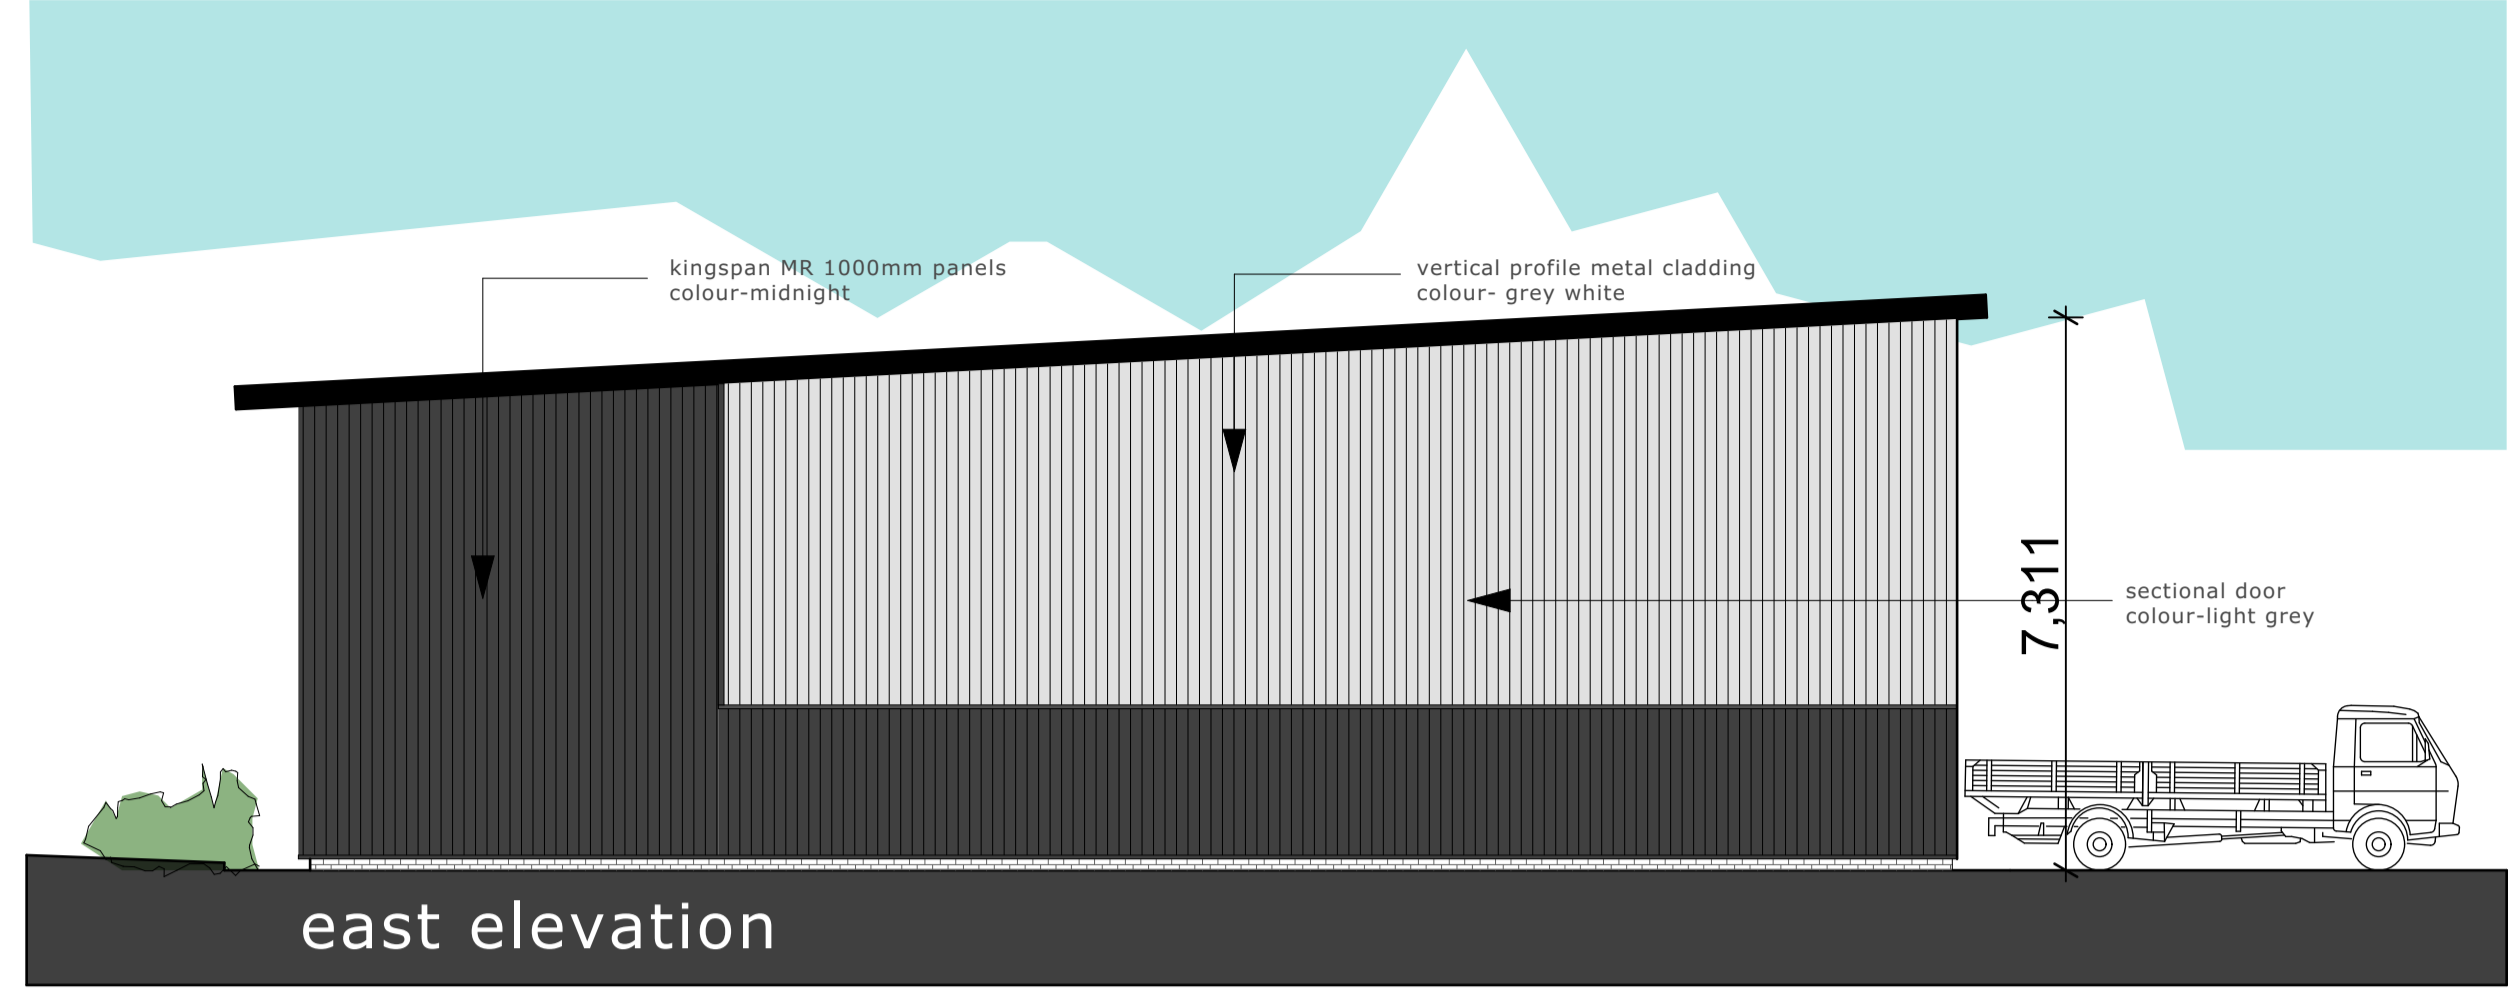 kingspan MR 1000mm panels
colour-midnight
vertical profile metal cladding
colour- grey white
7,311
sectional door
colour-light grey
east elevation